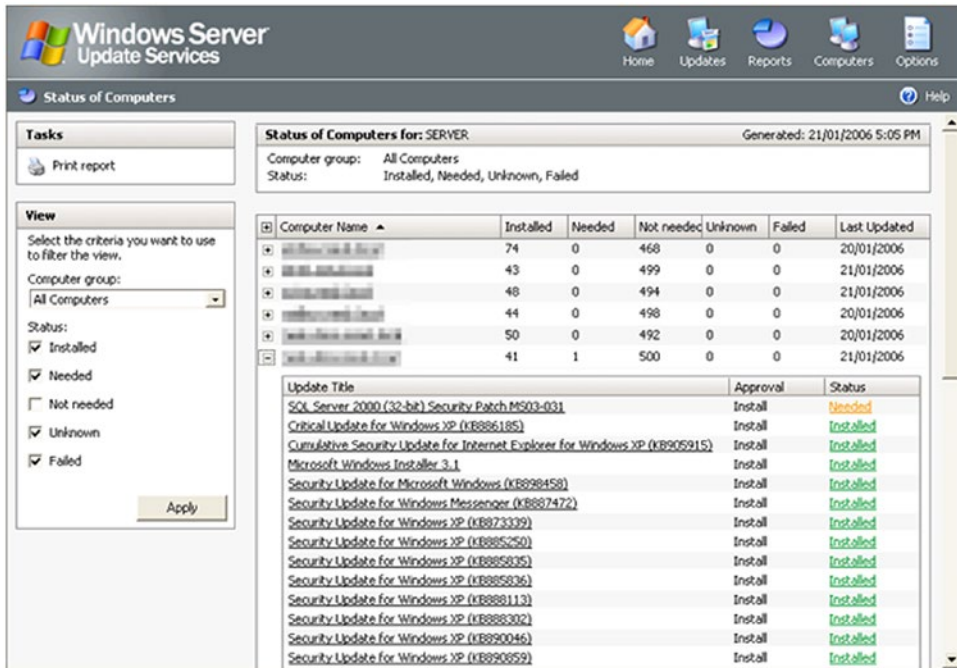 Windows Server
Update Services
Home Updates Reports Computers Options
Status of Computers
Help
Tasks
Print report
View
Select the criteria you want to use
to filter the view.
Computer group:
All Computers
Status:
Installed
Needed
Not needed
Unknown
Failed
Apply
Status of Computers for: SERVER Generated: 21/01/2006 5:05 PM
Computer group: All Computers
Status: Installed, Needed, Unknown, Failed
Computer Name Installed Needed Not needed Unknown Failed Last Updated
74 0 468 0 0 20/01/2006
43 0 499 0 0 21/01/2006
48 0 494 0 0 21/01/2006
44 0 498 0 0 20/01/2006
50 0 492 0 0 20/01/2006
41 1 500 0 0 21/01/2006
Update Title Approval Status
SQL Server 2000 (32-bit) Security Patch MS03-031 Install Needed
Critical Update for Windows XP (KB886185) Install Installed
Cumulative Security Update for Internet Explorer for Windows XP (KB905915) Install Installed
Microsoft Windows Installer 3.1 Install Installed
Security Update for Microsoft Windows (KB898458) Install Installed
Security Update for Windows Messenger (KB887472) Install Installed
Security Update for Windows XP (KB873339) Install Installed
Security Update for Windows XP (KB885250) Install Installed
Security Update for Windows XP (KB885835) Install Installed
Security Update for Windows XP (KB885836) Install Installed
Security Update for Windows XP (KB888113) Install Installed
Security Update for Windows XP (KB888302) Install Installed
Security Update for Windows XP (KB890046) Install Installed
Security Update for Windows XP (KB890859) Install Installed